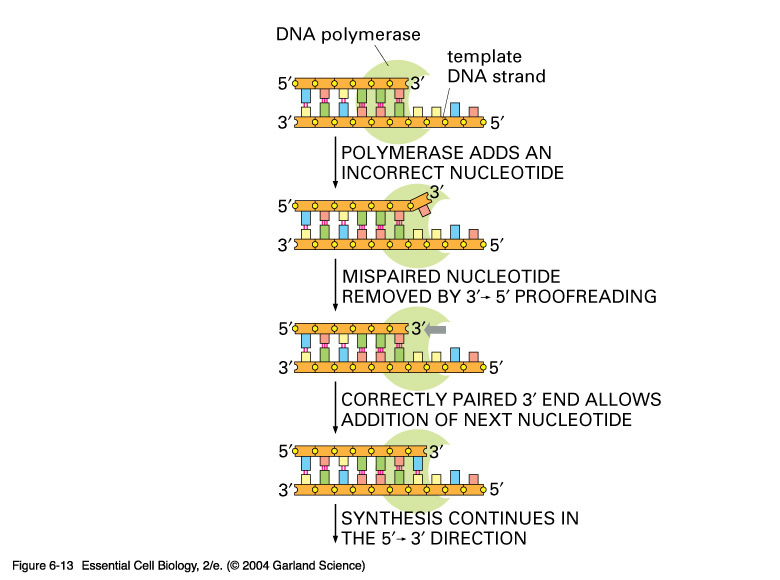 DNA polymerase
template
DNA strand
5′ 3′
3′ 5′
POLYMERASE ADDS AN
INCORRECT NUCLEOTIDE
3′
5′
3′ 5′
MISPAIRED NUCLEOTIDE
REMOVED BY 3′→ 5′ PROOFREADING
5′ 3′
3′ 5′
CORRECTLY PAIRED 3′ END ALLOWS
ADDITION OF NEXT NUCLEOTIDE
5′ 3′
3′ 5′
SYNTHESIS CONTINUES IN
THE 5′→ 3′ DIRECTION
Figure 6-13 Essential Cell Biology, 2/e. (© 2004 Garland Science)